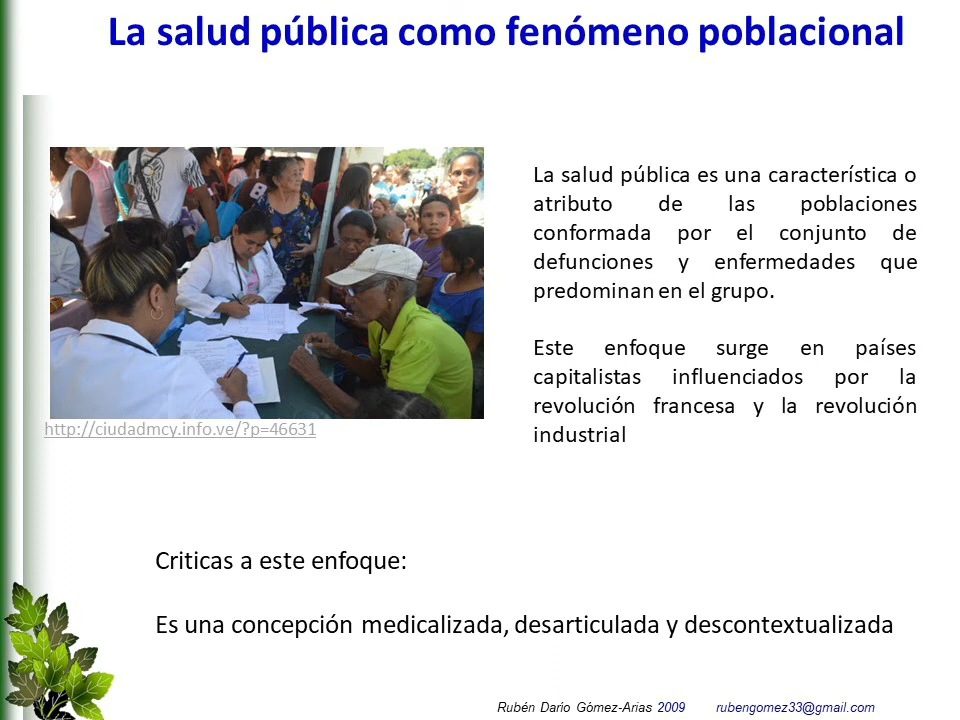 La salud pública como fenómeno poblacional
La salud pública es una característica o
atributo de las poblaciones
conformada por el conjunto de
defunciones y enfermedades que
predominan en el grupo.
Este enfoque surge en países
capitalistas influenciados por la
revolución francesa y la revolución
industrial
http://ciudadmcy.info.ve/?p=46631
Criticas a este enfoque:
Es una concepción medicalizada, desarticulada y descontextualizada
Rubén Darío Gómez-Arias 2009 rubengomez33@gmail.com